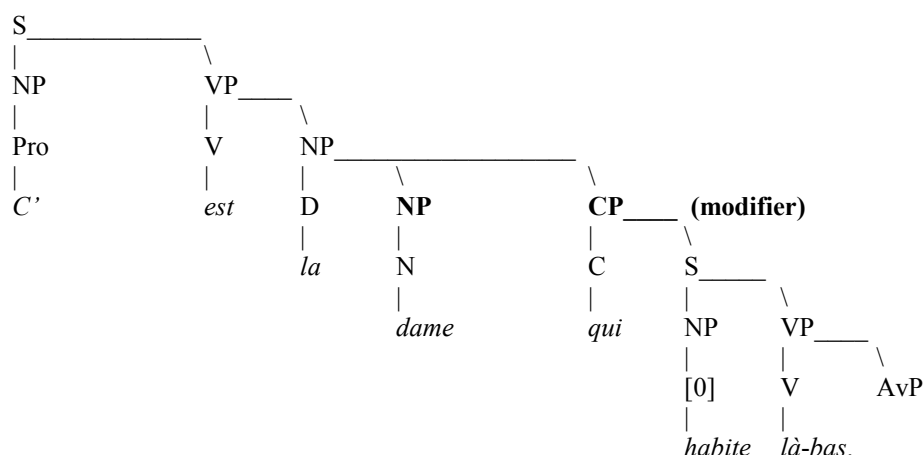 S
NP VP
Pro V NP
C’ est D NP CP (modifier)
la N C S
dame qui NP VP
[0] V AvP
habite là-bas.